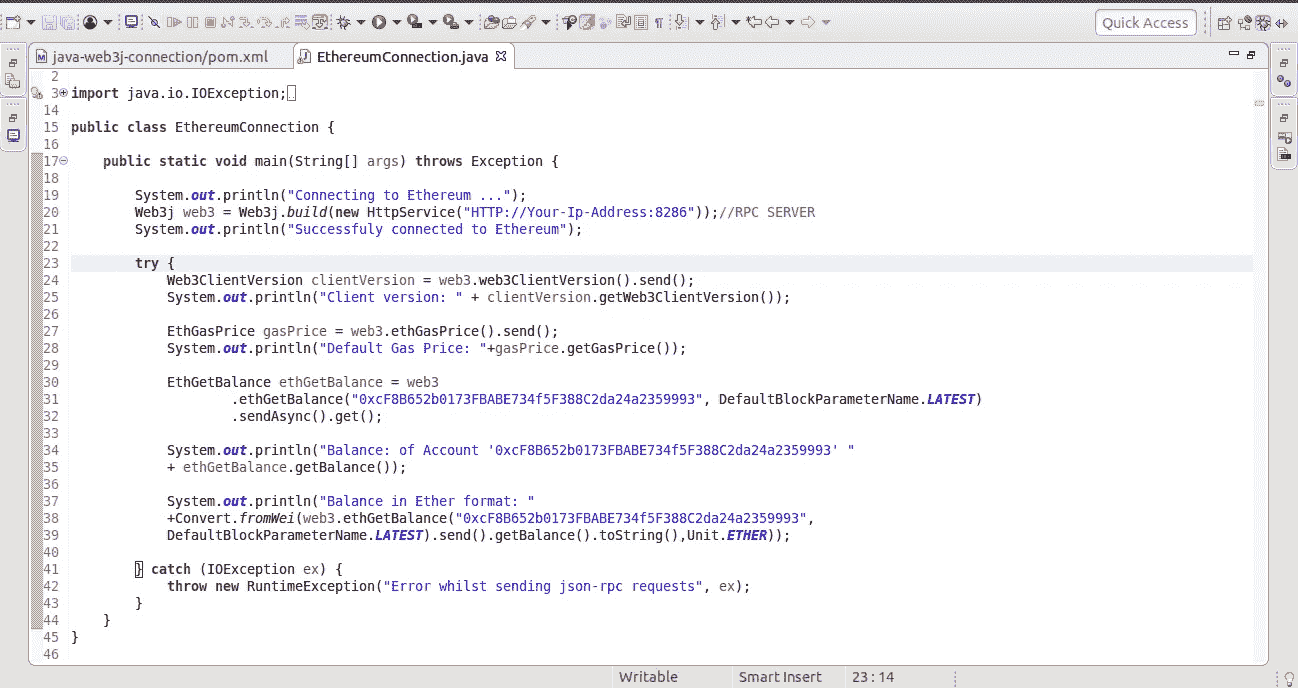 Quick Access
java-web3j-connection/pom.xml
EthereumConnection.java
2
3 import java.io.IOException;
14
15 public class EthereumConnection {
16
17 public static void main(String[] args) throws Exception {
18
19 System.out.println("Connecting to Ethereum ...");
20 Web3j web3 = Web3j.build(new HttpService("HTTP://Your-Ip-Address:8286"));//RPC SERVER
21 System.out.println("Successfuly connected to Ethereum");
22
23 try {
24 Web3ClientVersion clientVersion = web3.web3ClientVersion().send();
25 System.out.println("Client version: " + clientVersion.getWeb3ClientVersion());
26
27 EthGasPrice gasPrice = web3.ethGasPrice().send();
28 System.out.println("Default Gas Price: "+gasPrice.getGasPrice());
29
30 EthGetBalance ethGetBalance = web3
31 .ethGetBalance("0xcF8B652b0173FBABE734f5F388C2da24a2359993", DefaultBlockParameterName.LATEST)
32 .sendAsync().get();
33
34 System.out.println("Balance: of Account '0xcF8B652b0173FBABE734f5F388C2da24a2359993' "
35 + ethGetBalance.getBalance());
36
37 System.out.println("Balance in Ether format: "
38 +Convert.fromWei(web3.ethGetBalance("0xcF8B652b0173FBABE734f5F388C2da24a2359993",
39 DefaultBlockParameterName.LATEST).send().getBalance().toString(),Unit.ETHER));
40
41 } catch (IOException ex) {
42 throw new RuntimeException("Error whilst sending json-rpc requests", ex);
43 }
44 }
45 }
46
Writable
Smart Insert
23 : 14